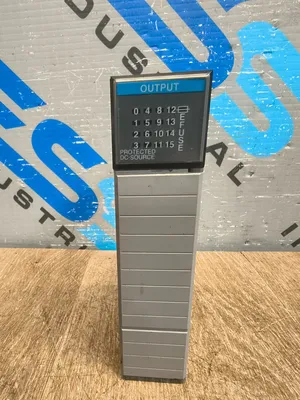 OUTPUT
0 4 8 12
1 5 9 13
2 6 10 14
3 7 11 15
FUSE
PROTECTED
DC SOURCE
INDUSTRIAL